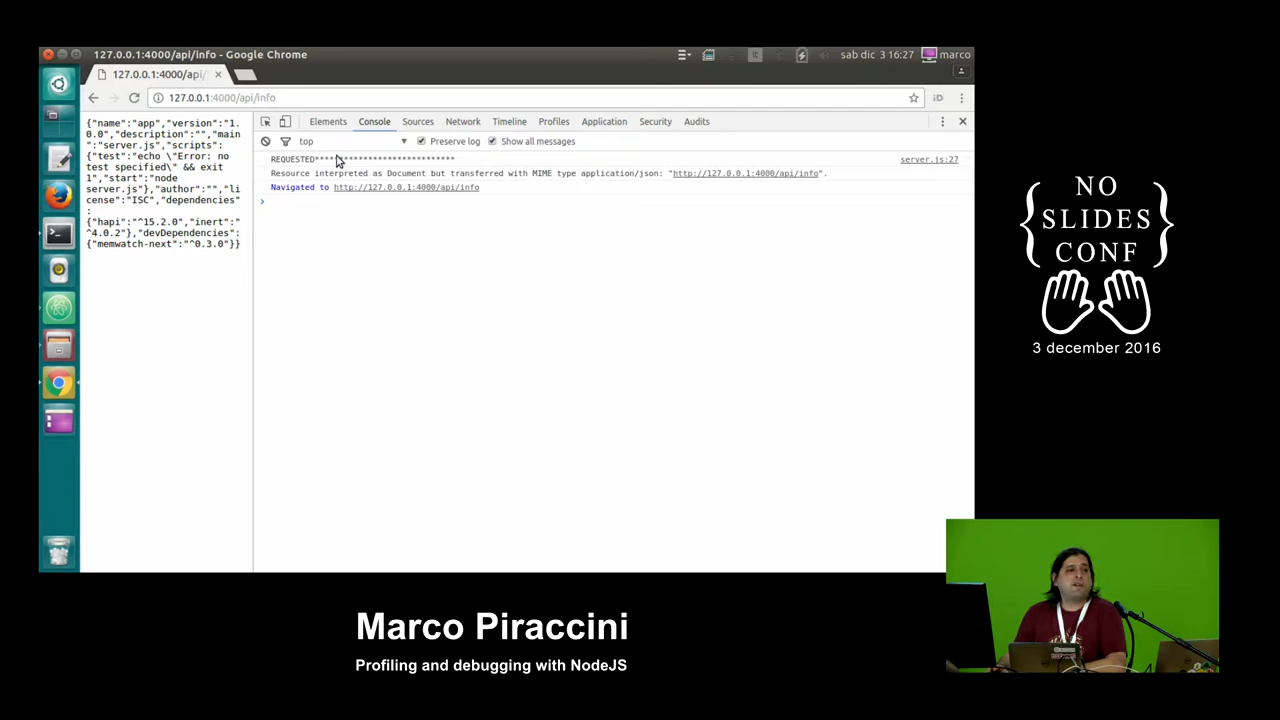 127.0.0.1:4000/api/info - Google Chrome
sab dic 3 16:27
marco
127.0.0.1:4000/api/
127.0.0.1:4000/api/info
iD
{"name":"app","version":"1.
0.0","description":"","main
":"server.js","scripts":
{"test":"echo \"Error: no
test specified\" && exit
1","start":"node
server.js"},"author":"","li
cense":"ISC","dependencies"
:
{"hapi":"^15.2.0","inert":"
^4.0.2"},"devDependencies":
{"memwatch-next":"^0.3.0"}}
Elements Console Sources Network Timeline Profiles Application Security Audits
top
Preserve log
Show all messages
REQUESTED*****************************
server.js:27
Resource interpreted as Document but transferred with MIME type application/json: "http://127.0.0.1:4000/api/info".
Navigated to http://127.0.0.1:4000/api/info
>
{ NO
SLIDES
CONF }
3 december 2016
Marco Piraccini
Profiling and debugging with NodeJS